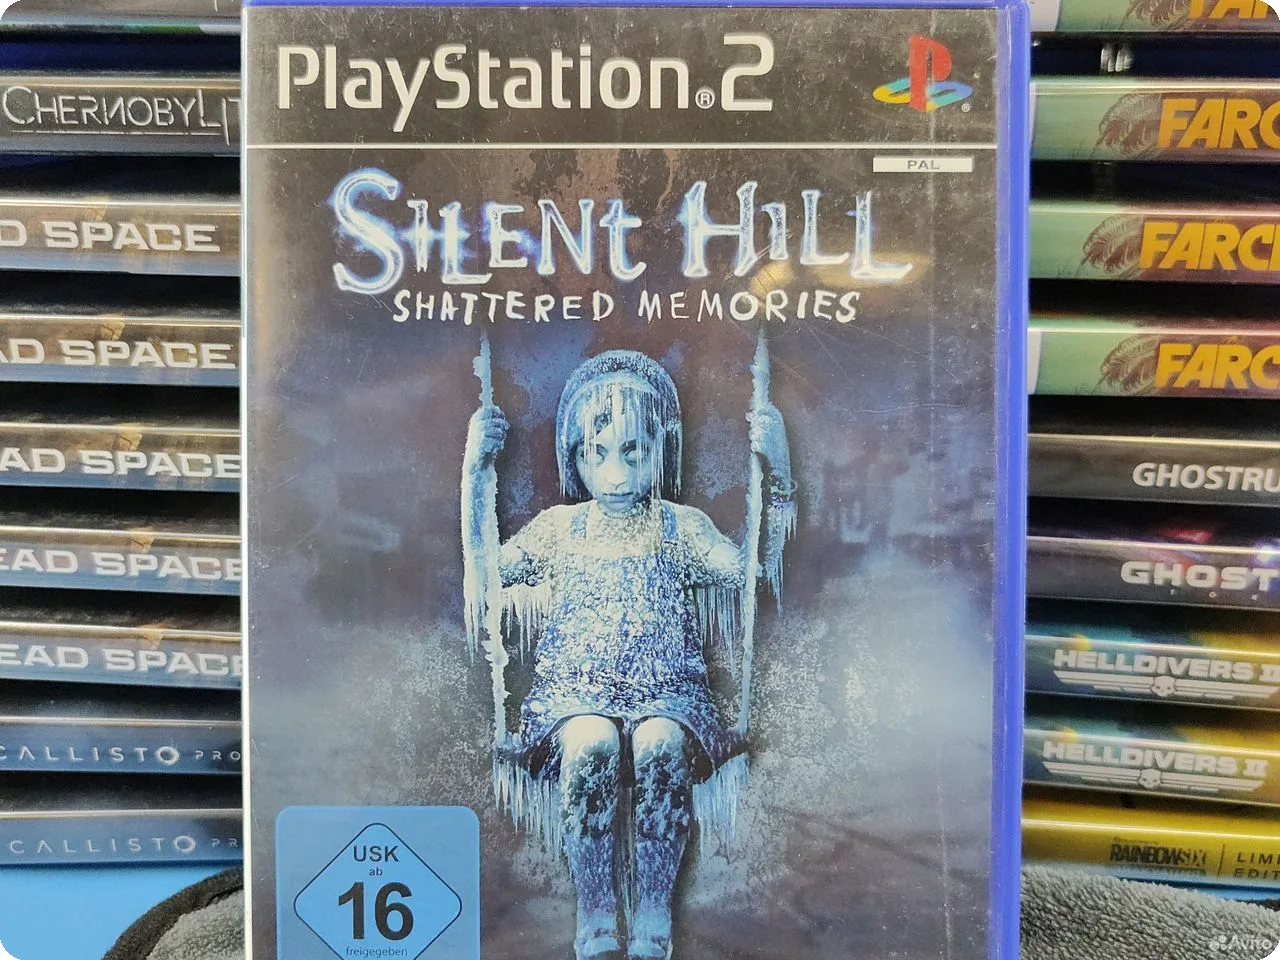 PlayStation®2
PAL
SILENT HILL
SHATTERED MEMORIES
USK
ab
16
freigegeben
CHERNOBYLIT
D SPACE
AD SPACE
AD SPACE
EAD SPACE
EAD SPACE
CALLISTO PRO
CALLISTO PR
FARC
FARC
FARC
GHOSTRU
GHOST
HELLDIVERS II
HELLDIVERS II
RAINBOW SIX
LIMI
EDIT
Avito